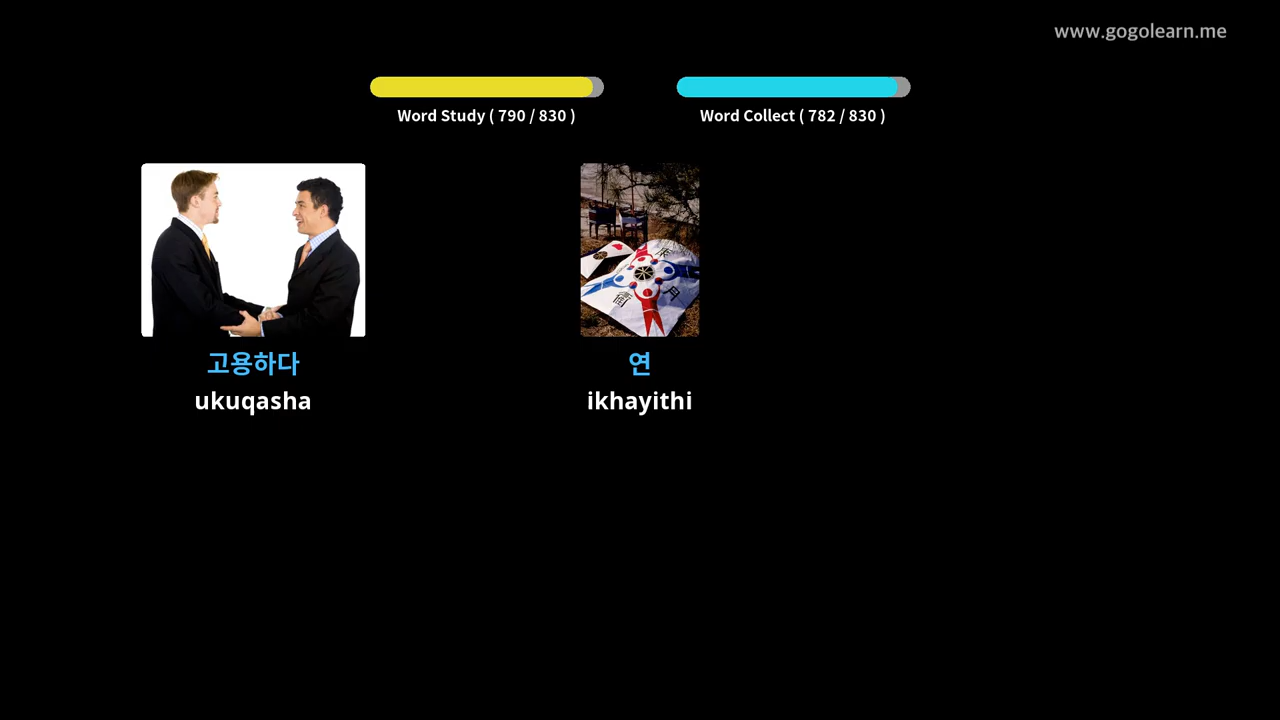 www.gogolearn.me
Word Study ( 790 / 830 )
Word Collect ( 782 / 830 )
고용하다
ukuqasha
연
ikhayithi